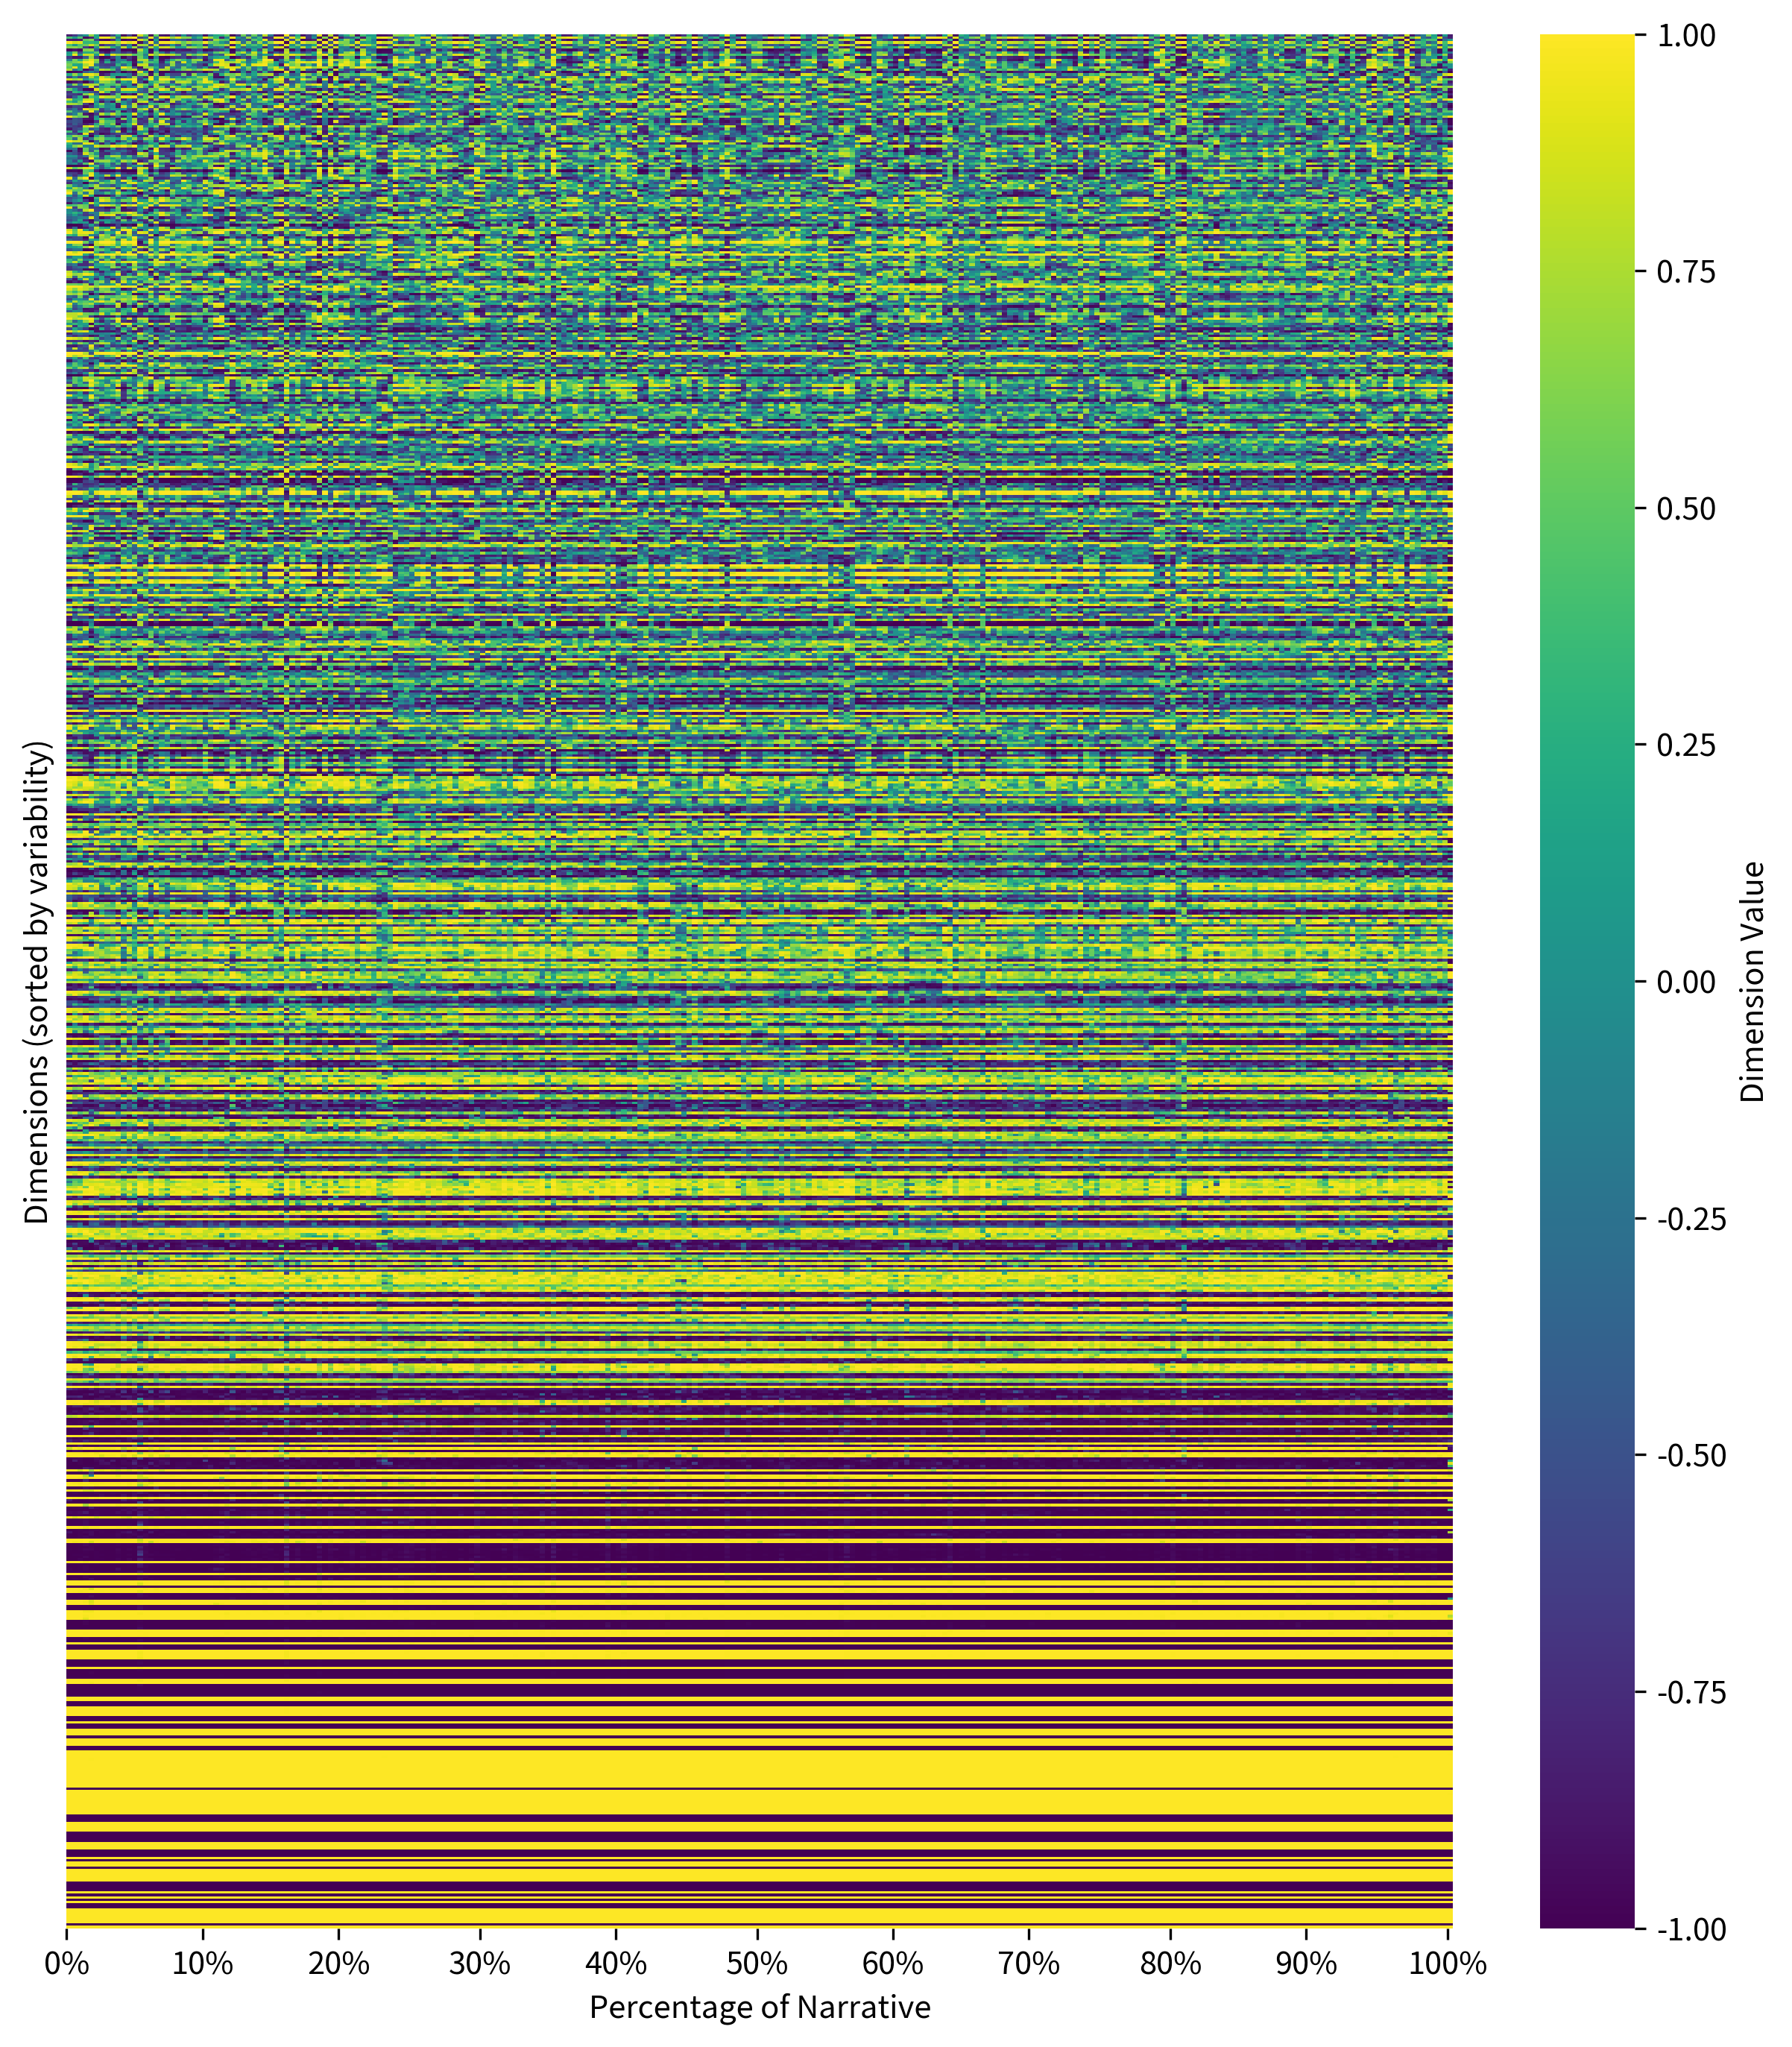 Dimensions (sorted by variability)
0% 10% 20% 30% 40% 50% 60% 70% 80% 90% 100%
Percentage of Narrative
1.00
0.75
0.50
0.25
0.00
-0.25
-0.50
-0.75
-1.00
Dimension Value